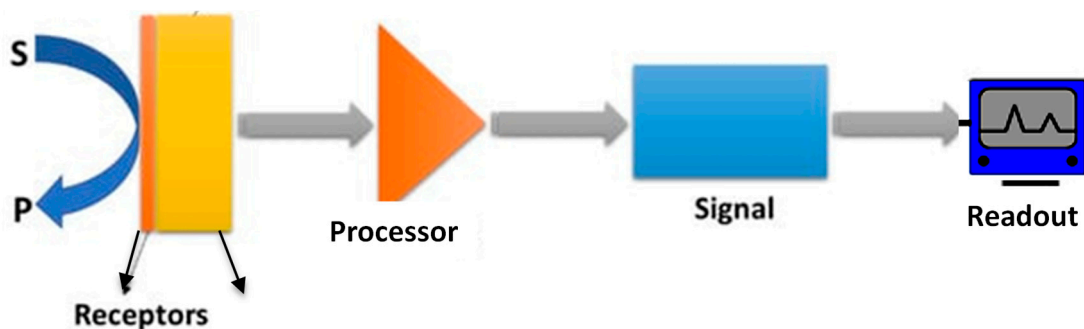 S
P
Receptors
Processor
Signal
Readout